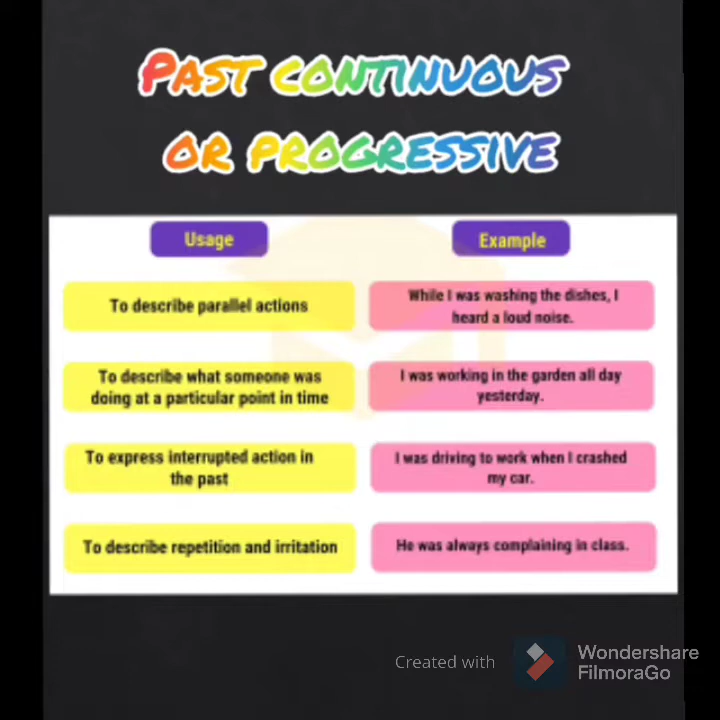 PAST CONTINUOUS
OR PROGRESSIVE
Usage
Example
To describe parallel actions
While I was washing the dishes, I
heard a loud noise.
To describe what someone was
doing at a particular point in time
I was working in the garden all day
yesterday.
To express interrupted action in
the past
I was driving to work when I crashed
my car.
To describe repetition and irritation
He was always complaining in class.
Created with
Wondershare
FilmoraGo